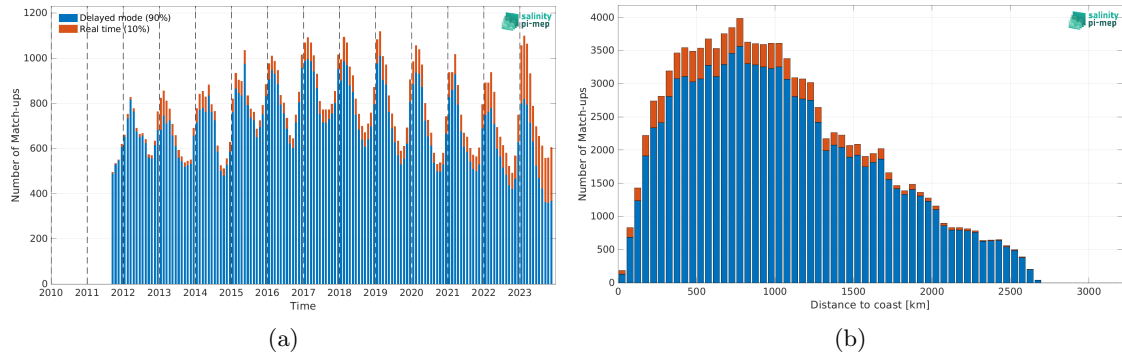 Delayed mode (90%)
Real time (10%)
salinity
pi-mep
1200
1000
800
600
400
200
0
Number of Match-ups
2010 2011 2012 2013 2014 2015 2016 2017 2018 2019 2020 2021 2022 2023
Time
(a)
salinity
pi-mep
4000
3500
3000
2500
2000
1500
1000
500
0
Number of Match-ups
0 500 1000 1500 2000 2500 3000
Distance to coast [km]
(b)